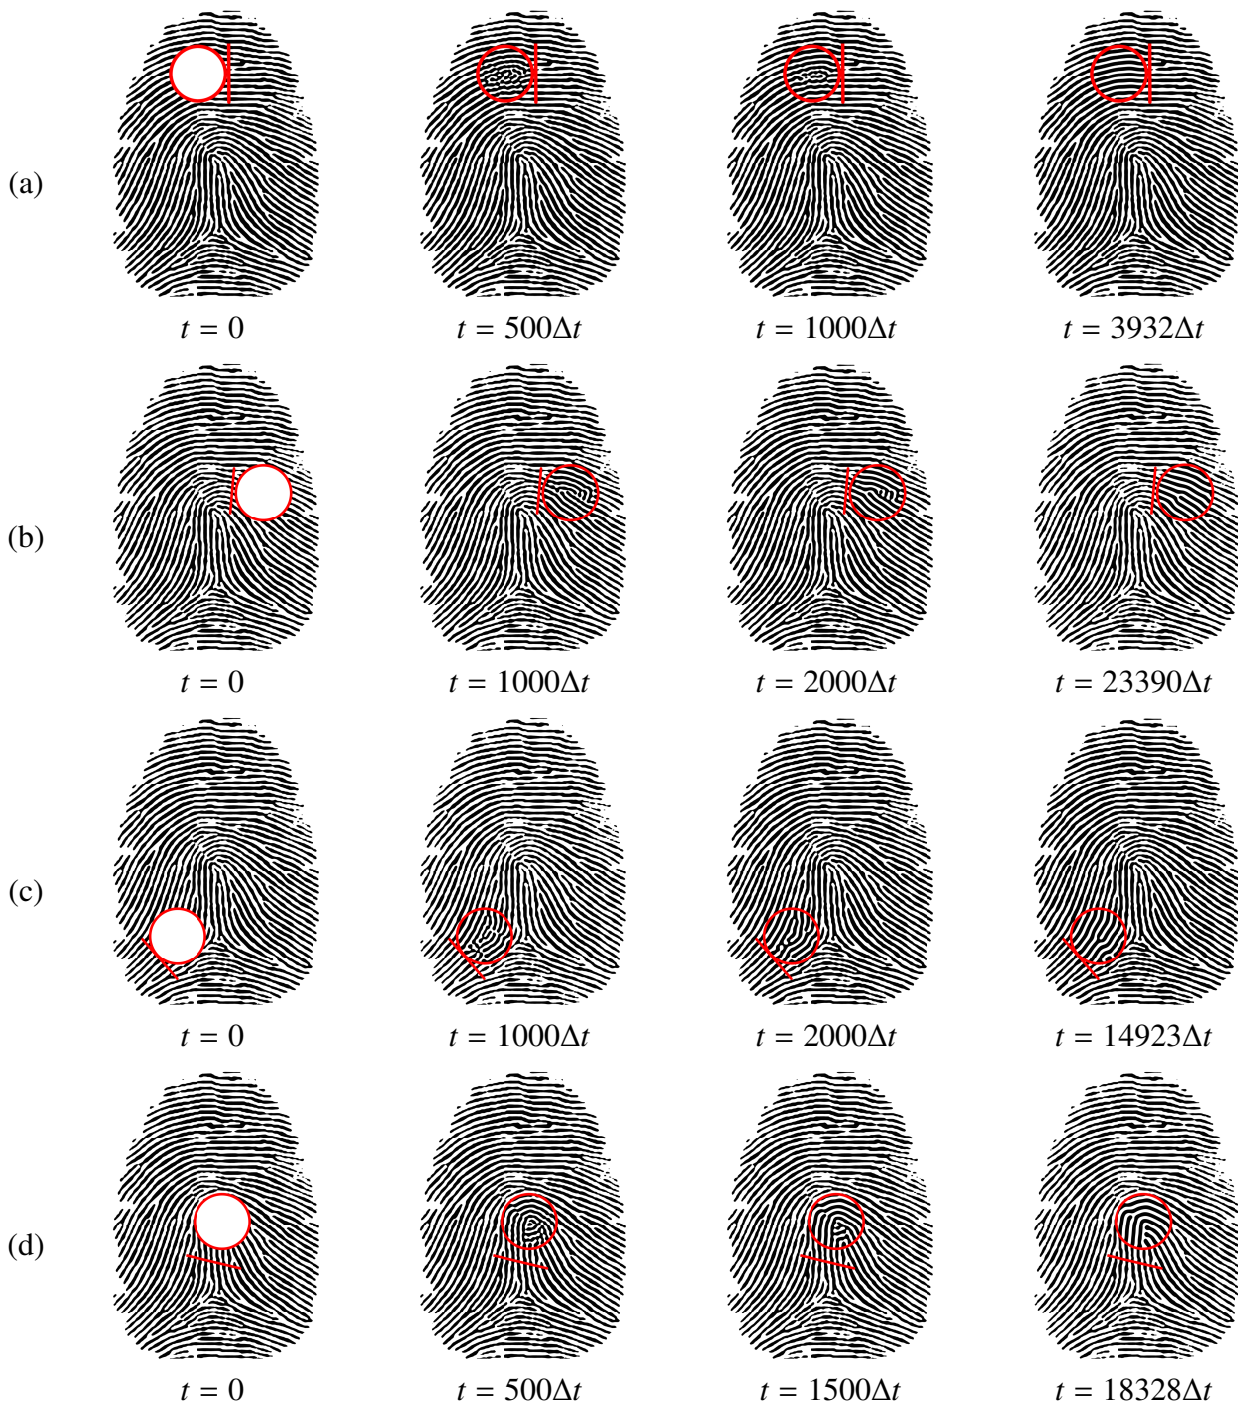 (a)
t = 0 t = 500Δt t = 1000Δt t = 3932Δt
(b)
t = 0 t = 1000Δt t = 2000Δt t = 23390Δt
(c)
t = 0 t = 1000Δt t = 2000Δt t = 14923Δt
(d)
t = 0 t = 500Δt t = 1500Δt t = 18328Δt